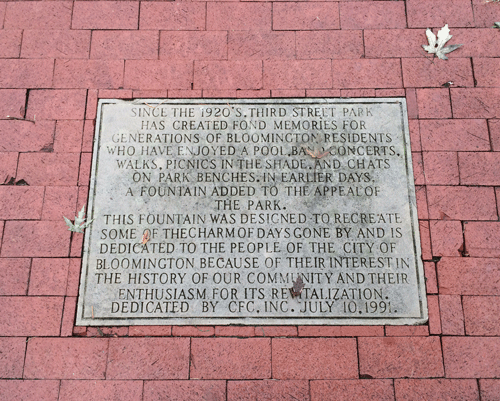 SINCE THE 1920'S, THIRD STREET PARK
HAS CREATED FOND MEMORIES FOR
GENERATIONS OF BLOOMINGTON RESIDENTS
WHO HAVE ENJOYED A POOL, BAND CONCERTS,
WALKS, PICNICS IN THE SHADE, AND CHATS
ON PARK BENCHES. IN EARLIER DAYS,
A FOUNTAIN ADDED TO THE APPEAL OF
THE PARK.
THIS FOUNTAIN WAS DESIGNED TO RECREATE
SOME OF THE CHARM OF DAYS GONE BY AND IS
DEDICATED TO THE PEOPLE OF THE CITY OF
BLOOMINGTON BECAUSE OF THEIR INTEREST IN
THE HISTORY OF OUR COMMUNITY AND THEIR
ENTHUSIASM FOR ITS REVITALIZATION.
DEDICATED BY CFC, INC. JULY 10, 1991.